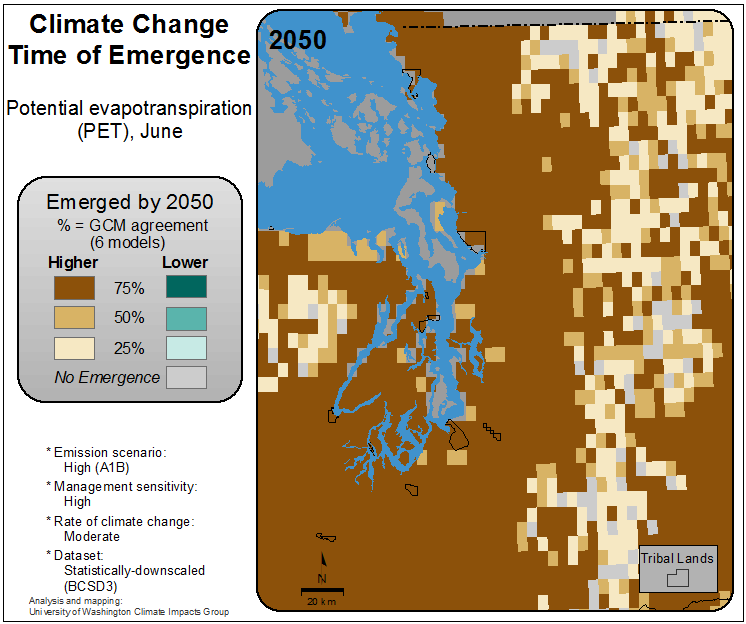 Climate Change
Time of Emergence
Potential evapotranspiration
(PET), June
Emerged by 2050
% = GCM agreement
(6 models)
Higher Lower
75%
50%
25%
No Emergence
* Emission scenario:
High (A1B)
* Management sensitivity:
High
* Rate of climate change:
Moderate
* Dataset:
Statistically-downscaled
(BCSD3)
Analysis and mapping:
University of Washington Climate Impacts Group
2050
N
20 km
Tribal Lands